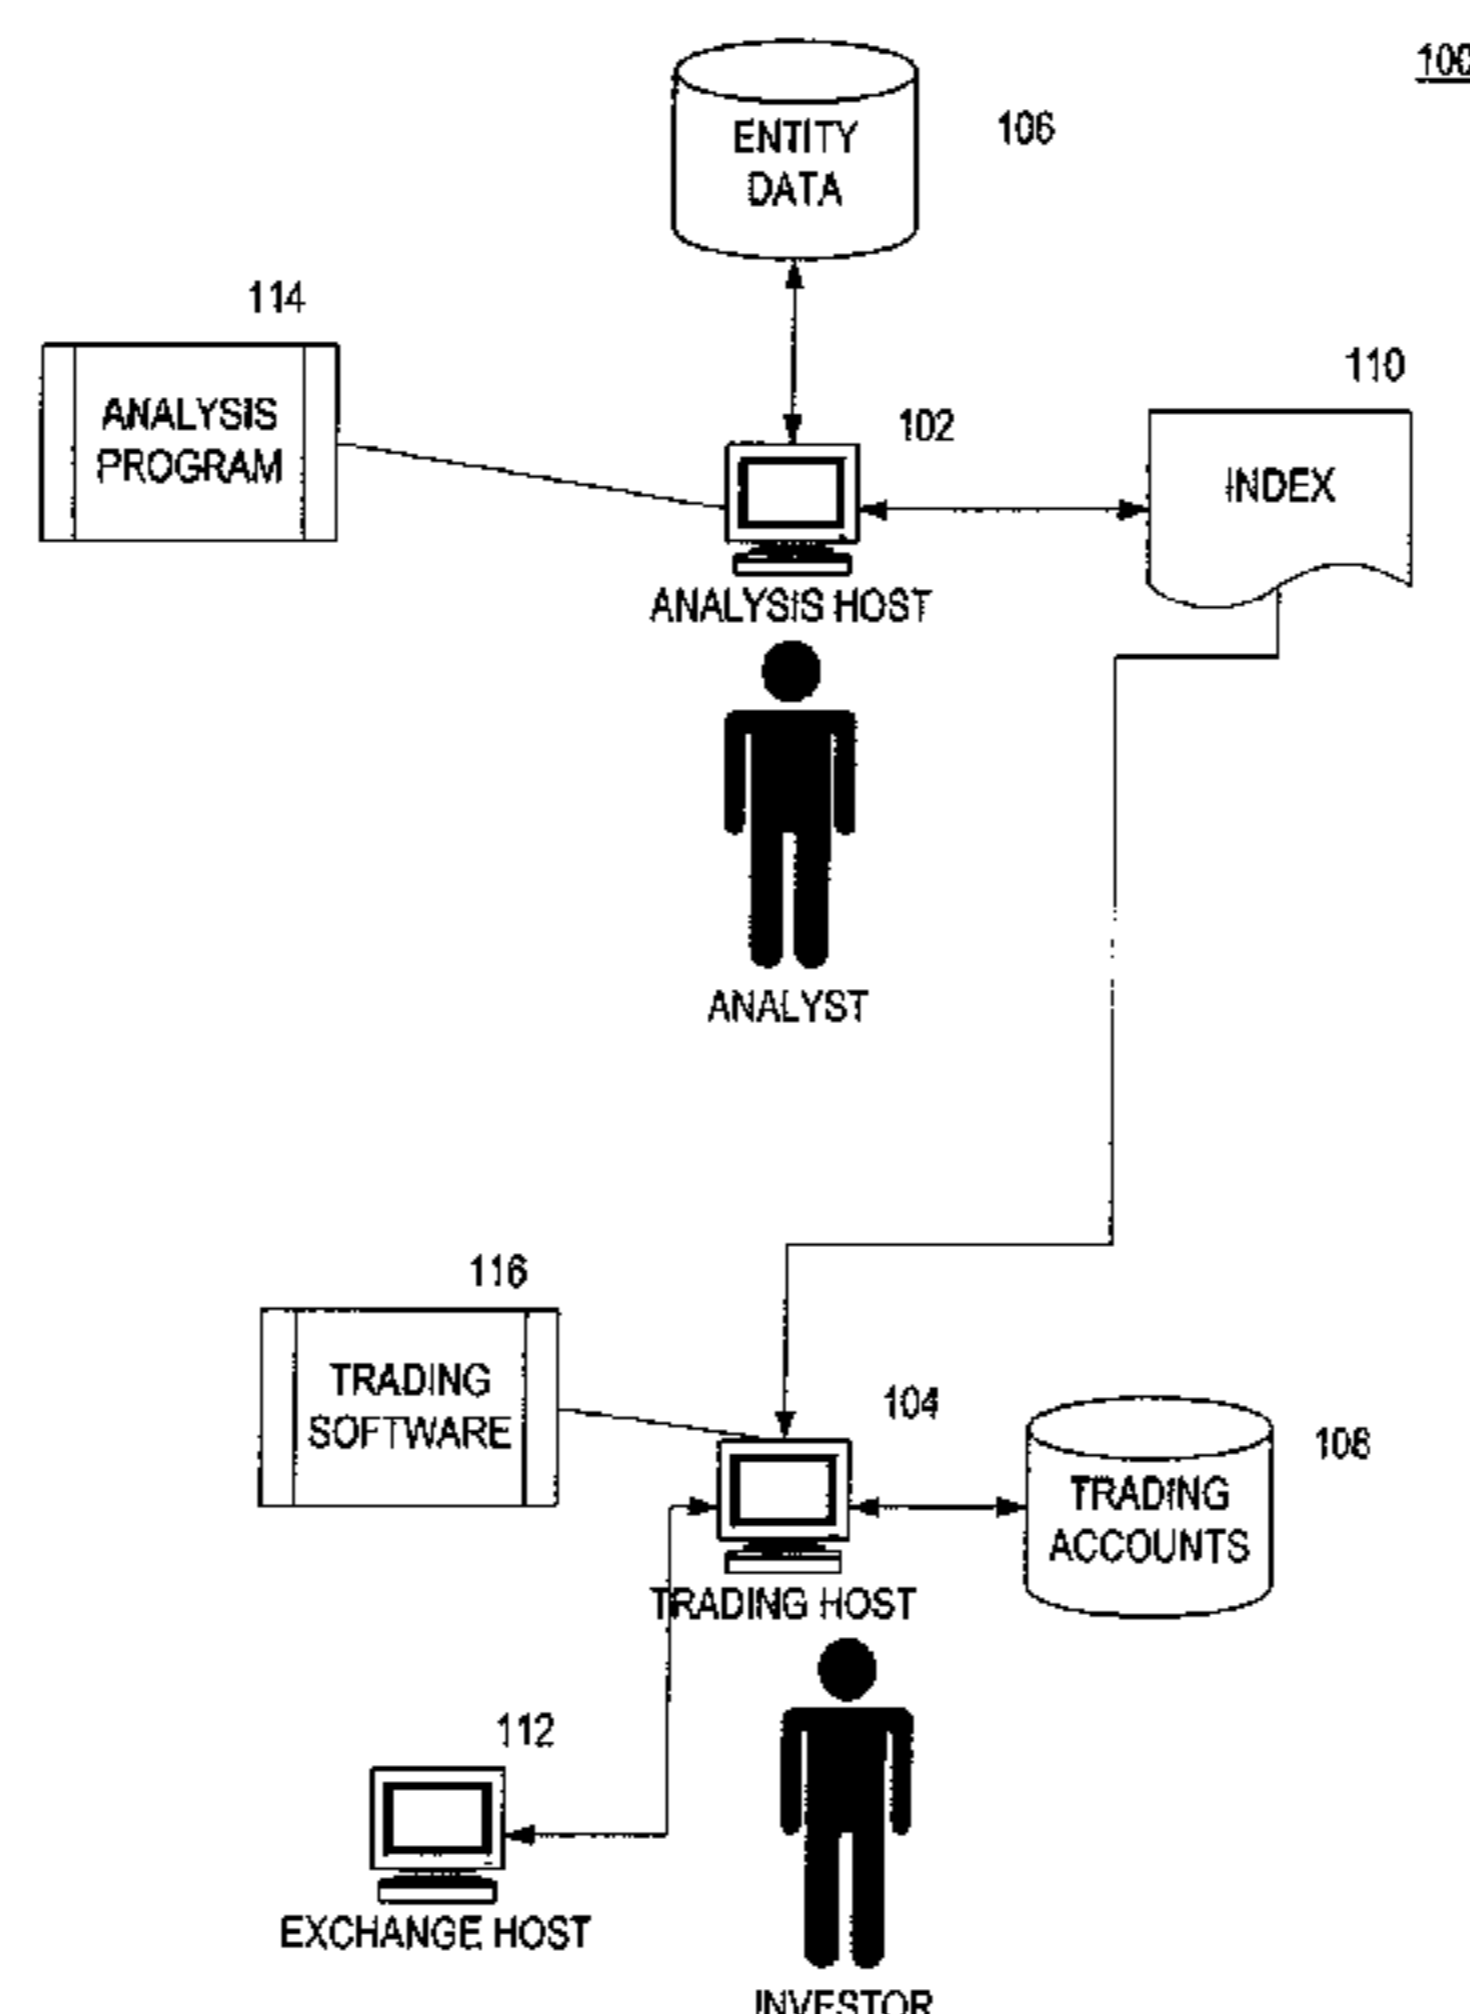 100
ENTITY
DATA
106
114
ANALYSIS
PROGRAM
102
110
INDEX
ANALYSIS HOST
ANALYST
116
TRADING
SOFTWARE
104
TRADING
ACCOUNTS
108
TRADING HOST
112
EXCHANGE HOST
INVESTOR